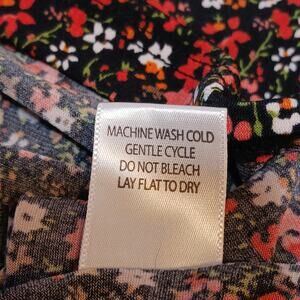 MACHINE WASH COLD
GENTLE CYCLE
DO NOT BLEACH
LAY FLAT TO DRY